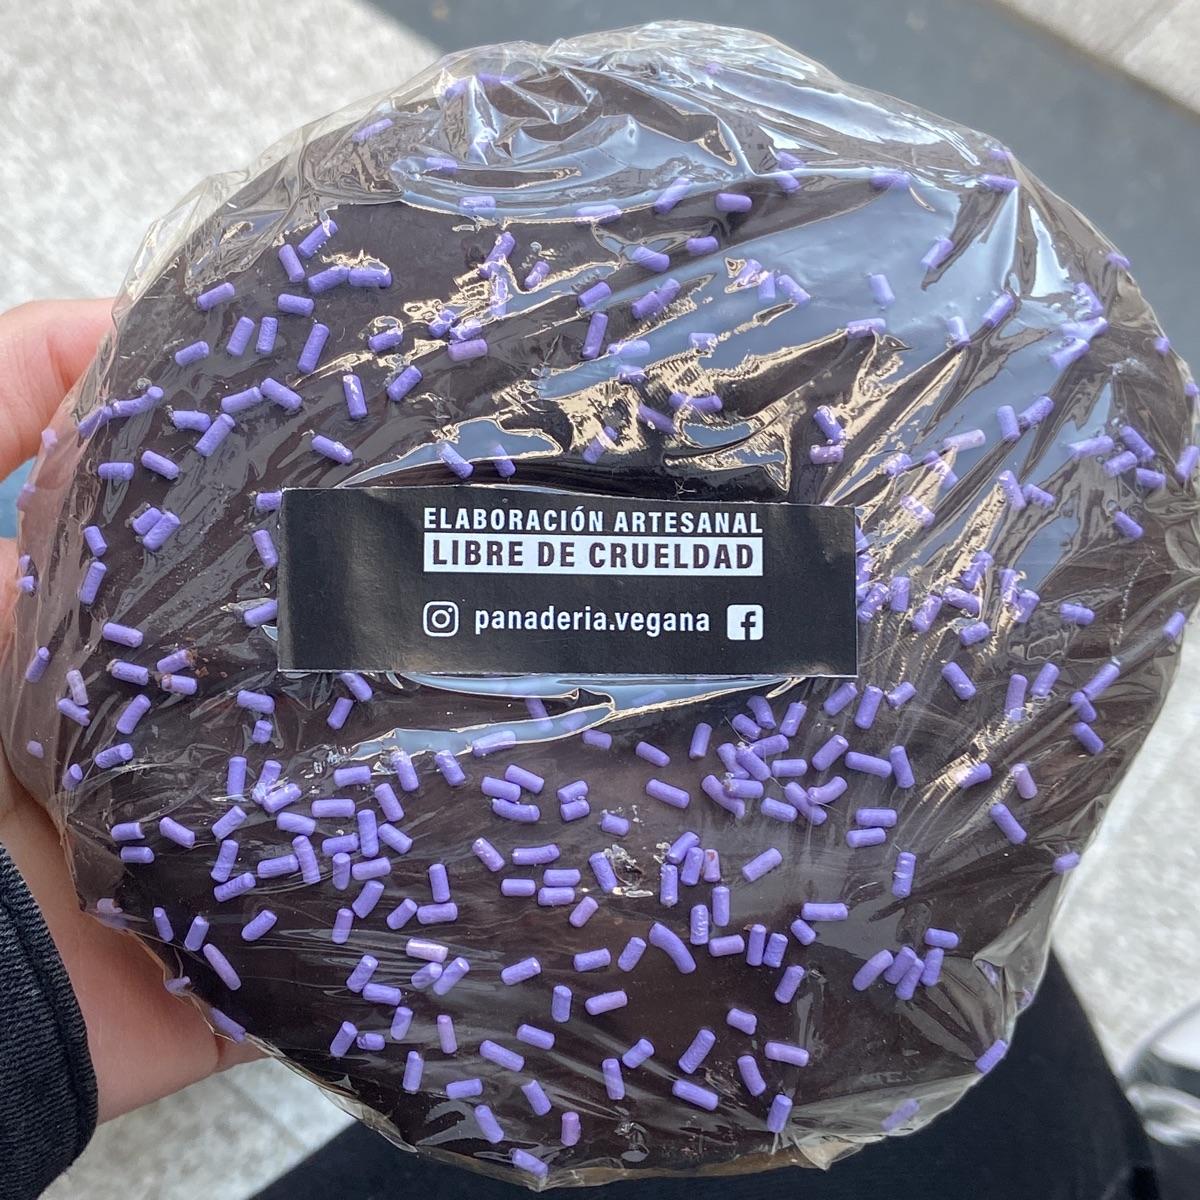 ELABORACIÓN ARTESANAL
LIBRE DE CRUELDAD
panaderia.vegana